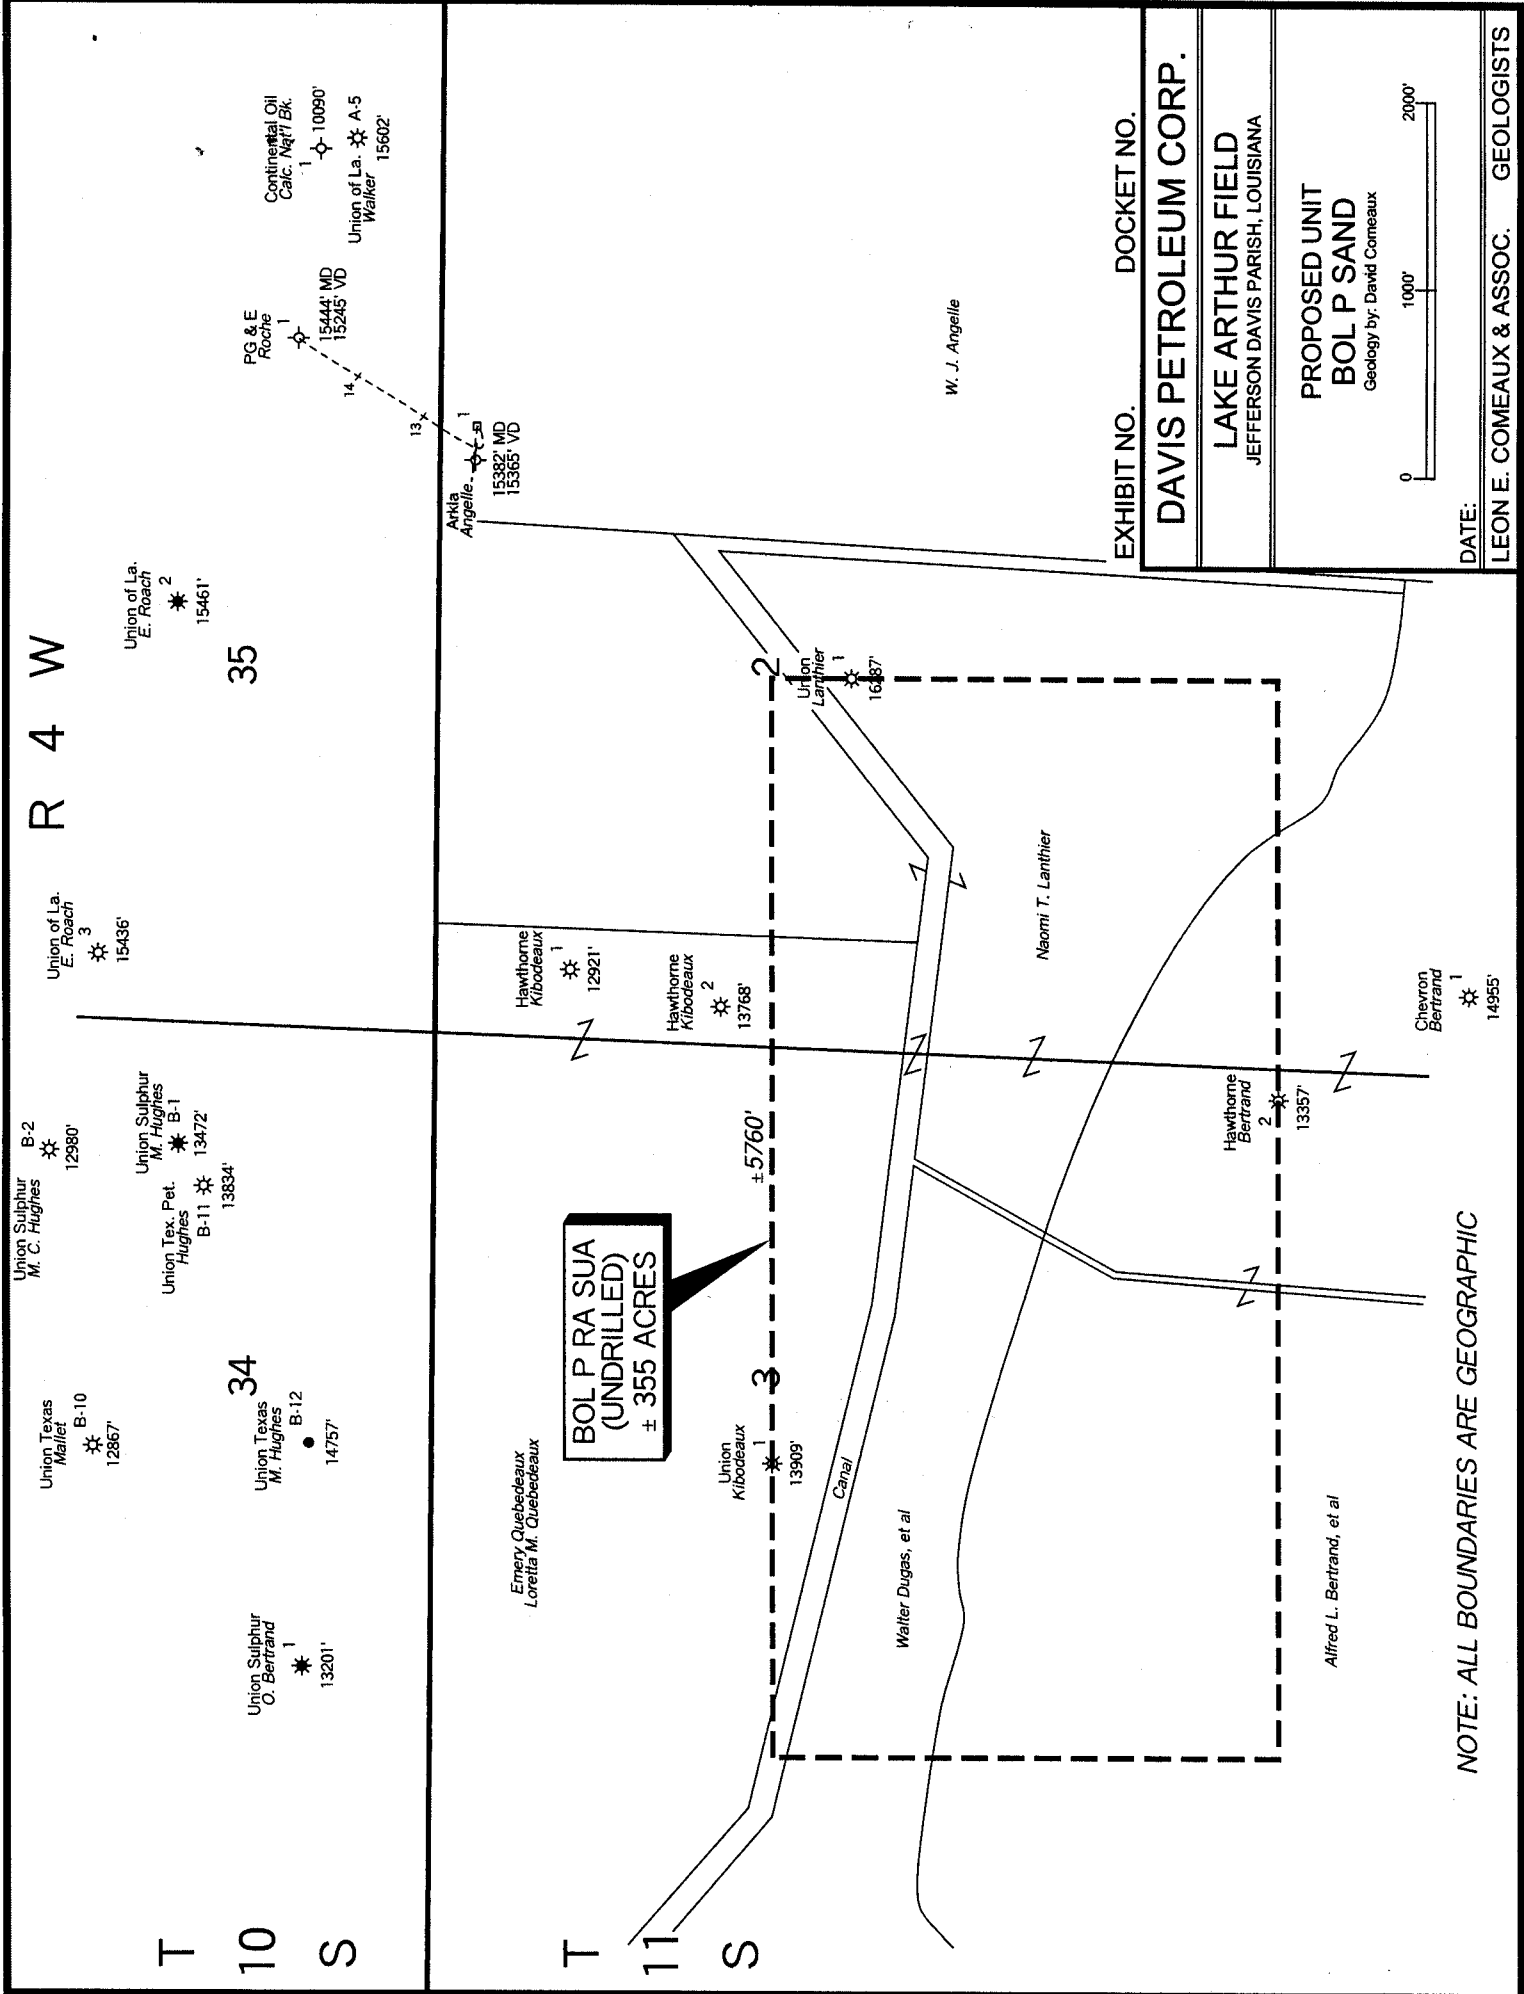 R 4 W
T
10
S
T
11
S
Union Sulphur
M. C. Hughes
B-2
12980'
Union Texas
Mallet
B-10
12867'
Union of La.
E. Roach
3
15436'
Union of La.
E. Roach
2
15461'
Union Sulphur
M. Hughes
B-1
13472'
Union Tex. Pet.
Hughes
B-11
13834'
34
35
Union Texas
M. Hughes
B-12
14757'
Union Sulphur
O. Bertrand
1
13201'
PG & E
Roche
1
15444' MD
15245' VD
14
13
Continental Oil
Calc. Nat'l Bk.
1
10090'
Union of La.
Walker
A-5
15602'
Arkla
Angelle
1
15382' MD
15365' VD
Emery Quebedeaux
Loretta M. Quebedeaux
Hawthorne
Kibodeaux
1
12921'
Hawthorne
Kibodeaux
2
13768'
BOL P RA SUA
(UNDRILLED)
± 355 ACRES
±5760'
Union
Kibodeaux
1
13909'
3
2
Union
Lanthier
1
16287'
Canal
Walter Dugas, et al
Naomi T. Lanthier
W. J. Angelle
Hawthorne
Bertrand
2
13357'
Alfred L. Bertrand, et al
Chevron
Bertrand
1
14955'
NOTE: ALL BOUNDARIES ARE GEOGRAPHIC
EXHIBIT NO. DOCKET NO.
DAVIS PETROLEUM CORP.
LAKE ARTHUR FIELD
JEFFERSON DAVIS PARISH, LOUISIANA
PROPOSED UNIT
BOL P SAND
Geology by: David Comeaux
0 1000' 2000'
DATE:
LEON E. COMEAUX & ASSOC. GEOLOGISTS